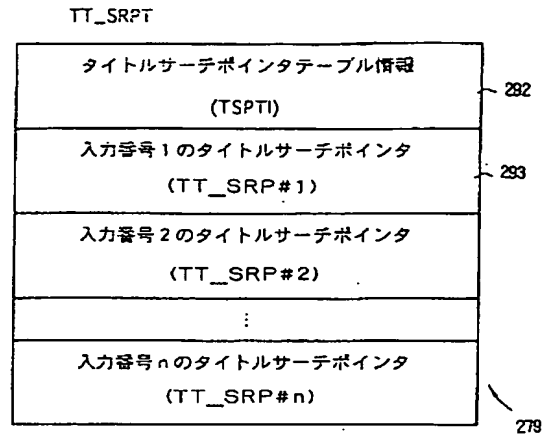 TT_SRPT
タイトルサーチポインタテーブル情報
(TSPTI)
292
入力番号1のタイトルサーチポインタ
(TT_SRP#1)
293
入力番号2のタイトルサーチポインタ
(TT_SRP#2)
⋮
入力番号nのタイトルサーチポインタ
(TT_SRP#n)
279